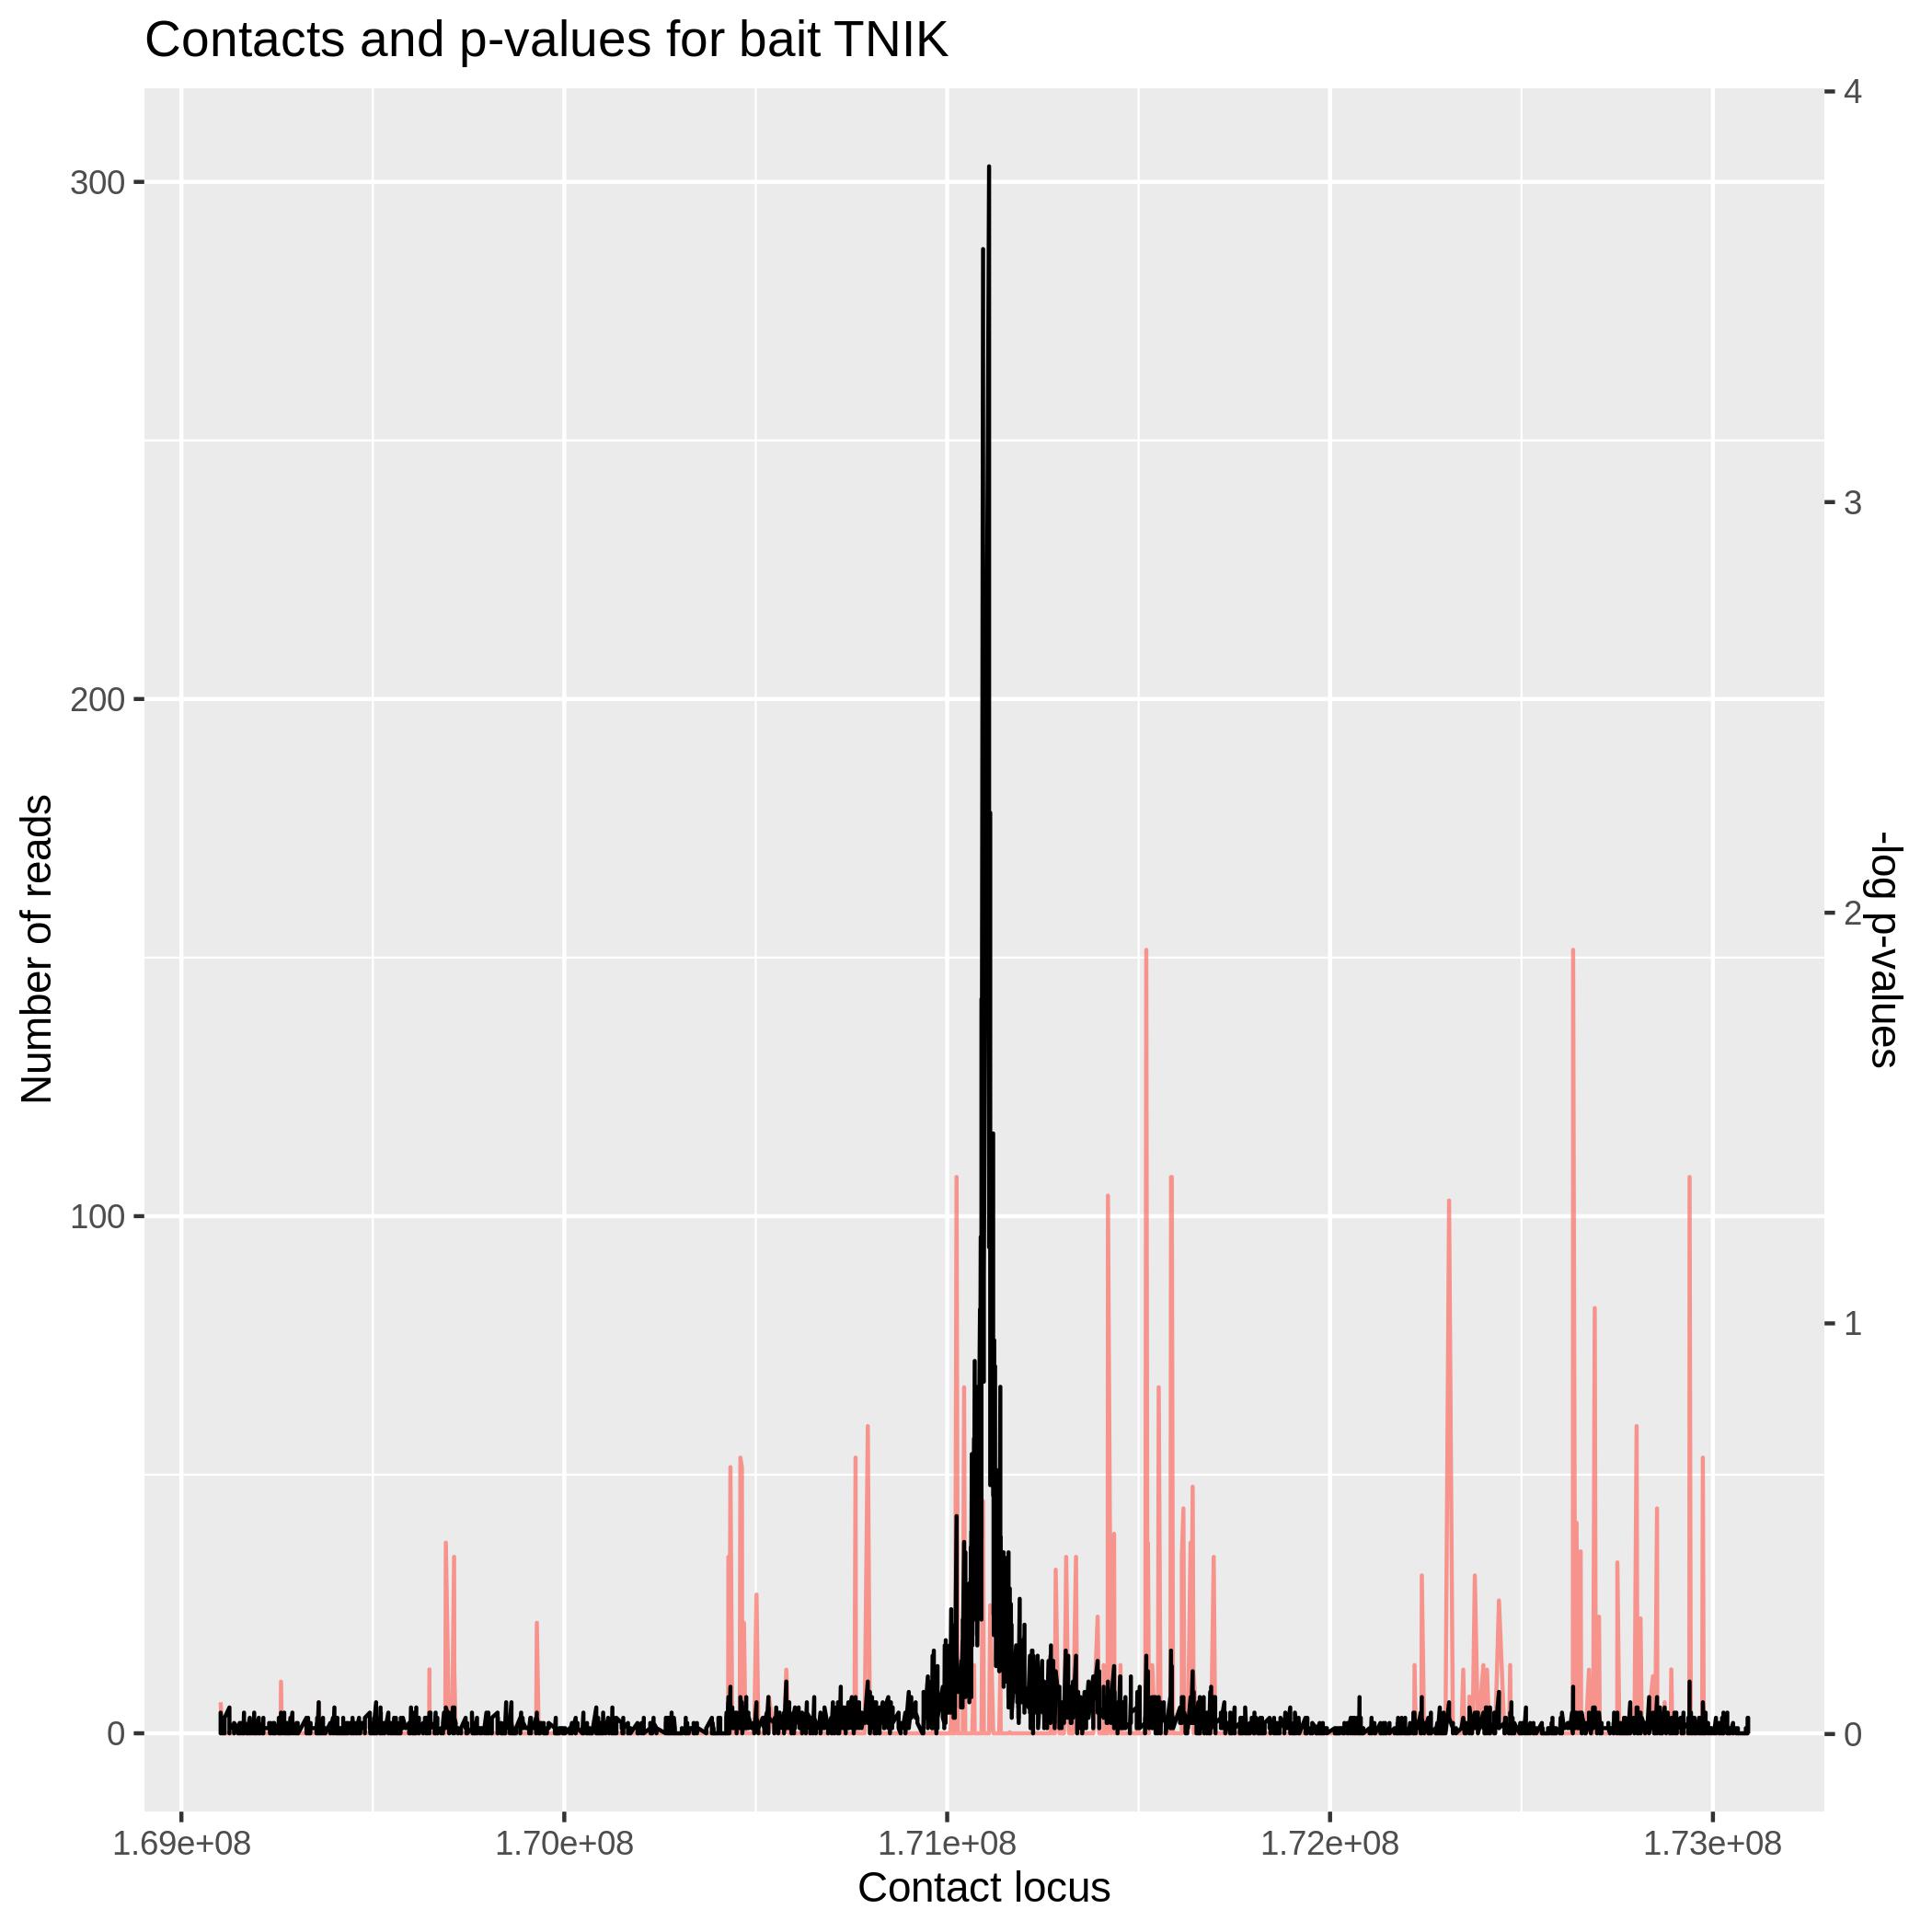 Contacts and p-values for bait TNIK
4
300
3
200
2
100
1
0
0
Number of reads
-log p-values
1.69e+08
1.70e+08
1.71e+08
1.72e+08
1.73e+08
Contact locus